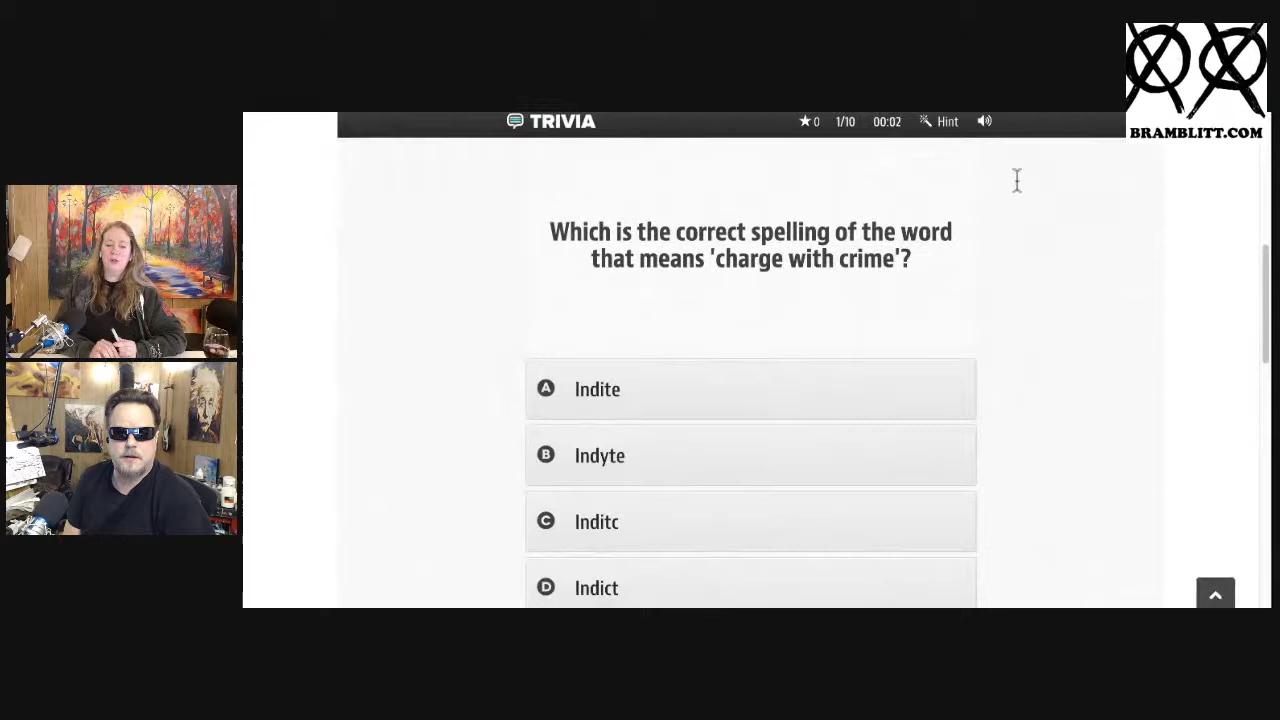 BRAMBLITT.COM
TRIVIA
0
1/10
00:02
Hint
Which is the correct spelling of the word
that means 'charge with crime'?
A Indite
B Indyte
C Inditc
D Indict